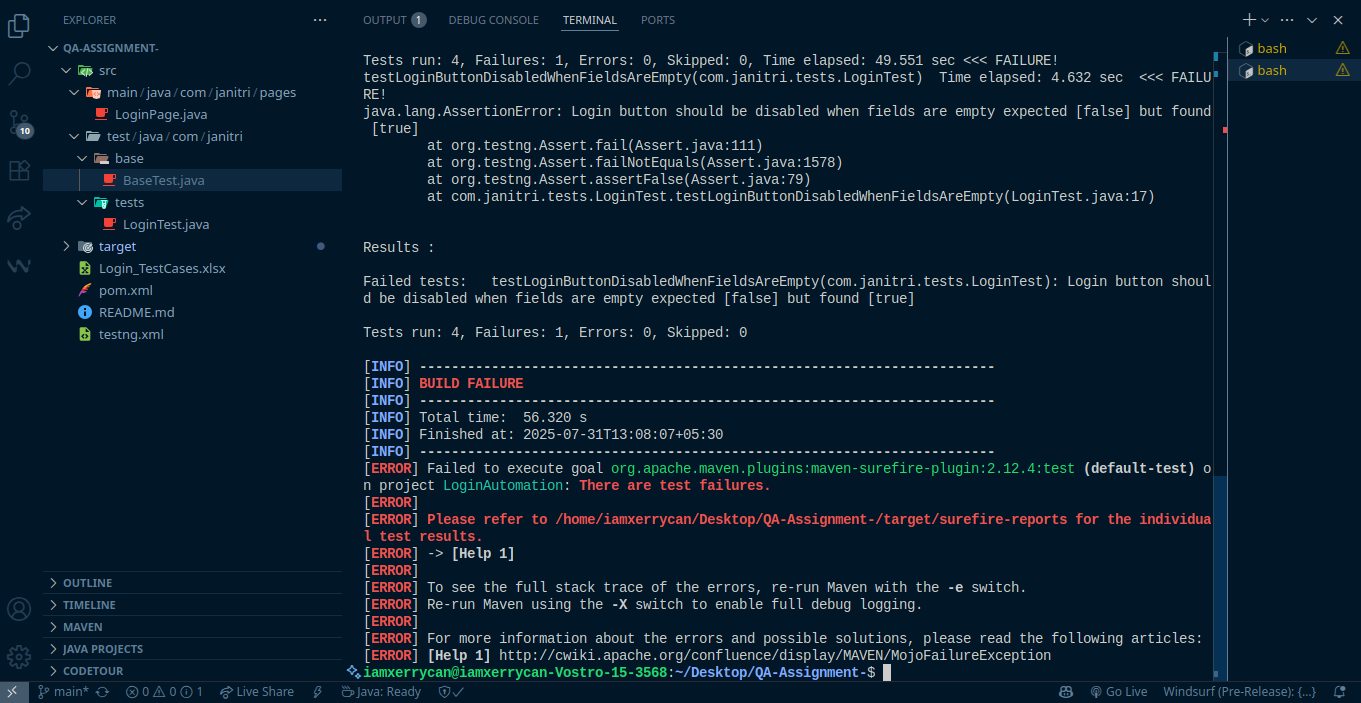 EXPLORER
QA-ASSIGNMENT-
src
main / java / com / janitri / pages
LoginPage.java
test / java / com / janitri
base
BaseTest.java
tests
LoginTest.java
target
Login_TestCases.xlsx
pom.xml
README.md
testng.xml
OUTLINE
TIMELINE
MAVEN
JAVA PROJECTS
CODETOUR
10
OUTPUT 1 DEBUG CONSOLE TERMINAL PORTS
Tests run: 4, Failures: 1, Errors: 0, Skipped: 0, Time elapsed: 49.551 sec <<< FAILURE!
testLoginButtonDisabledWhenFieldsAreEmpty(com.janitri.tests.LoginTest)  Time elapsed: 4.632 sec  <<< FAILU
RE!
java.lang.AssertionError: Login button should be disabled when fields are empty expected [false] but found
 [true]
at org.testng.Assert.fail(Assert.java:111)
at org.testng.Assert.failNotEquals(Assert.java:1578)
at org.testng.Assert.assertFalse(Assert.java:79)
at com.janitri.tests.LoginTest.testLoginButtonDisabledWhenFieldsAreEmpty(LoginTest.java:17)
Results :
Failed tests:   testLoginButtonDisabledWhenFieldsAreEmpty(com.janitri.tests.LoginTest): Login button shoul
d be disabled when fields are empty expected [false] but found [true]
Tests run: 4, Failures: 1, Errors: 0, Skipped: 0
[INFO] ------------------------------------------------------------------------
[INFO] BUILD FAILURE
[INFO] ------------------------------------------------------------------------
[INFO] Total time:  56.320 s
[INFO] Finished at: 2025-07-31T13:08:07+05:30
[INFO] ------------------------------------------------------------------------
[ERROR] Failed to execute goal org.apache.maven.plugins:maven-surefire-plugin:2.12.4:test (default-test) o
n project LoginAutomation: There are test failures.
[ERROR]
[ERROR] Please refer to /home/iamxerrycan/Desktop/QA-Assignment-/target/surefire-reports for the individua
l test results.
[ERROR] -> [Help 1]
[ERROR]
[ERROR] To see the full stack trace of the errors, re-run Maven with the -e switch.
[ERROR] Re-run Maven using the -X switch to enable full debug logging.
[ERROR]
[ERROR] For more information about the errors and possible solutions, please read the following articles:
[ERROR] [Help 1] http://cwiki.apache.org/confluence/display/MAVEN/MojoFailureException
iamxerrycan@iamxerrycan-Vostro-15-3568:~/Desktop/QA-Assignment-$
bash
bash
main* 0 0 1 Live Share Java: Ready Go Live Windsurf (Pre-Release): {...}